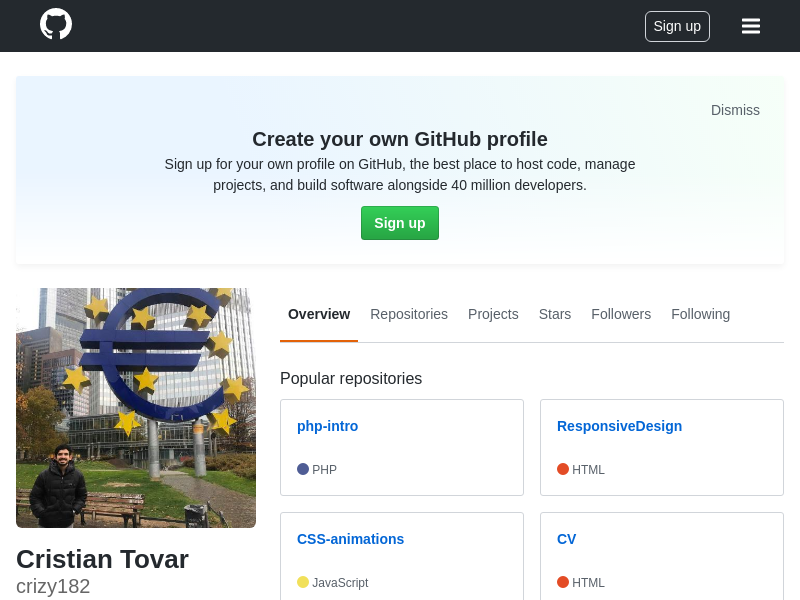 Sign up
Dismiss
Create your own GitHub profile
Sign up for your own profile on GitHub, the best place to host code, manage
projects, and build software alongside 40 million developers.
Sign up
Overview Repositories Projects Stars Followers Following
Popular repositories
php-intro
PHP
ResponsiveDesign
HTML
CSS-animations
JavaScript
CV
HTML
Cristian Tovar
crizy182